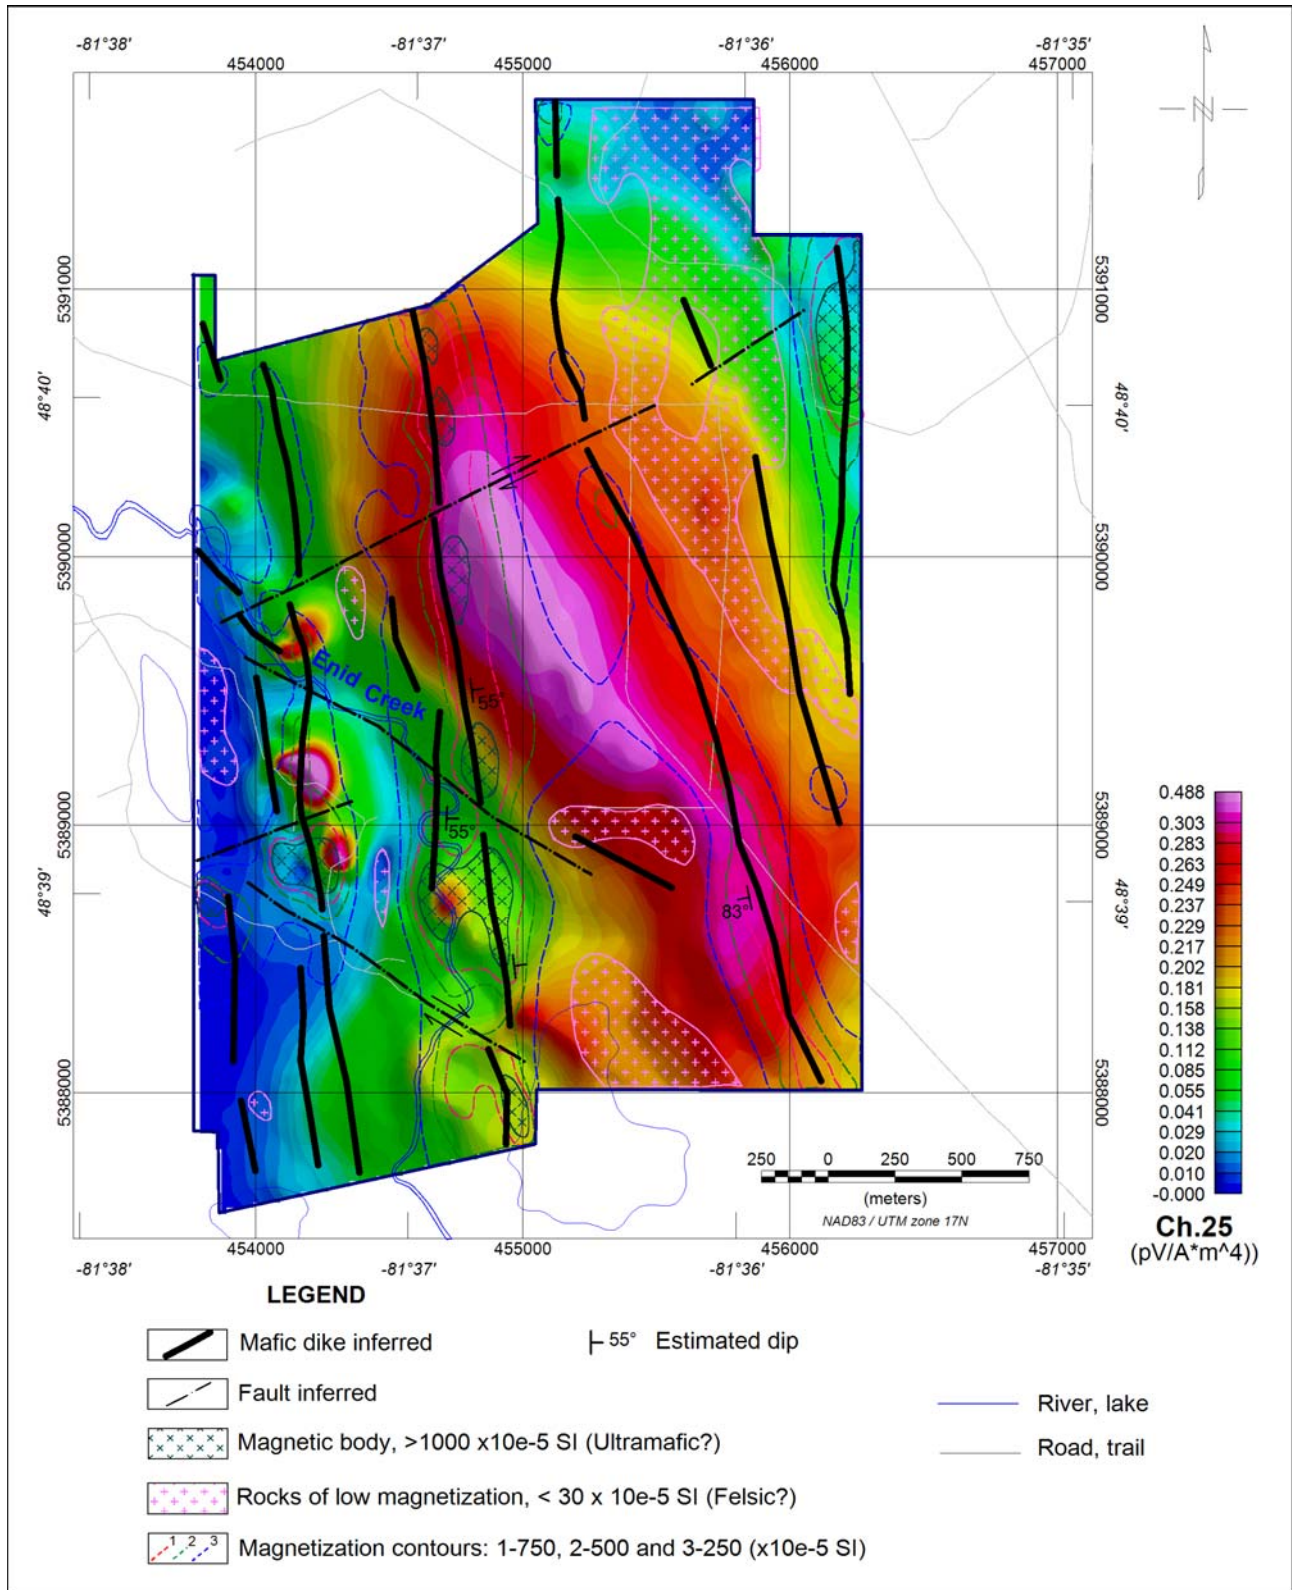 -81°38' -81°37' -81°36' -81°35'
454000 455000 456000 457000
N
5391000 5391000
48°40' 48°40'
5390000 5390000
Enid Creek
55°
55°
5389000 5389000
48°39' 48°39'
83°
5388000 5388000
0.488
0.303
0.283
0.263
0.249
0.237
0.229
0.217
0.202
0.181
0.158
0.138
0.112
0.085
0.055
0.041
0.029
0.020
0.010
-0.000
Ch.25
(pV/A*m^4))
250 0 250 500 750
(meters)
NAD83 / UTM zone 17N
454000 455000 456000 457000
-81°38' -81°37' -81°36' -81°35'
LEGEND
Mafic dike inferred
55° Estimated dip
Fault inferred
River, lake
Magnetic body, >1000 x10e-5 SI (Ultramafic?)
Road, trail
Rocks of low magnetization, < 30 x 10e-5 SI (Felsic?)
1 2 3
Magnetization contours: 1-750, 2-500 and 3-250 (x10e-5 SI)